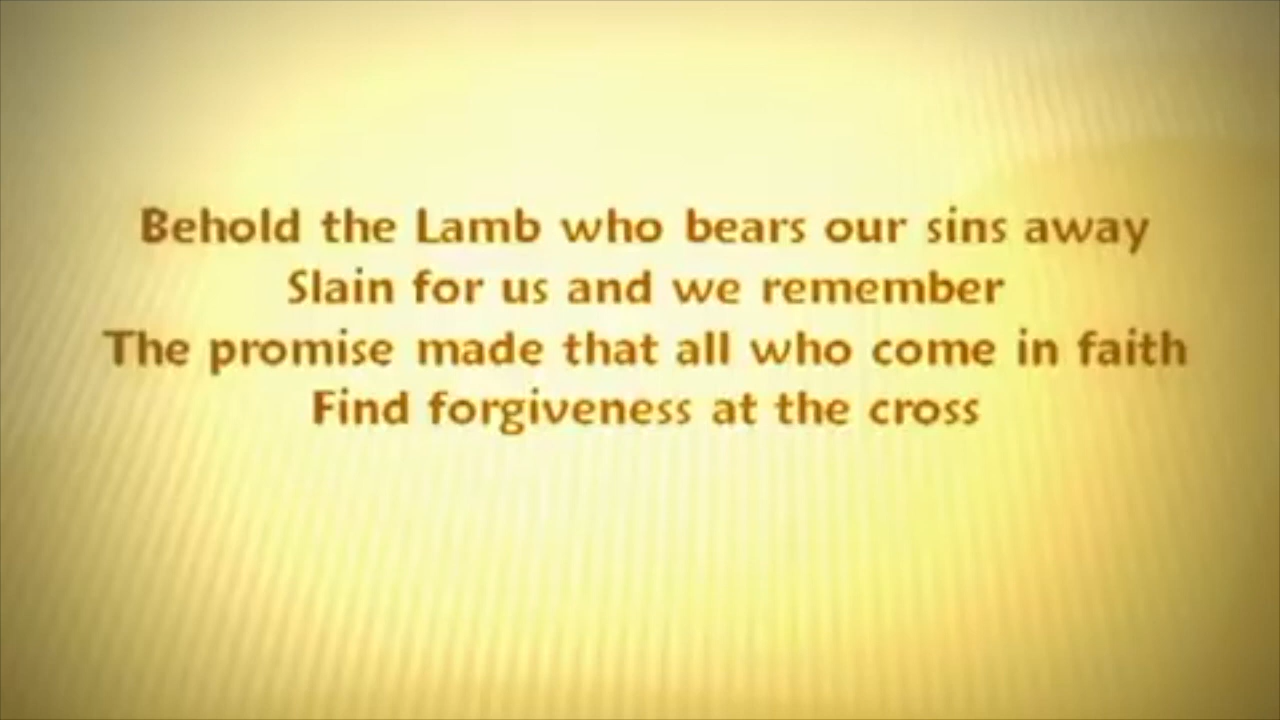 Behold the Lamb who bears our sins away
Slain for us and we remember
The promise made that all who come in faith
Find forgiveness at the cross